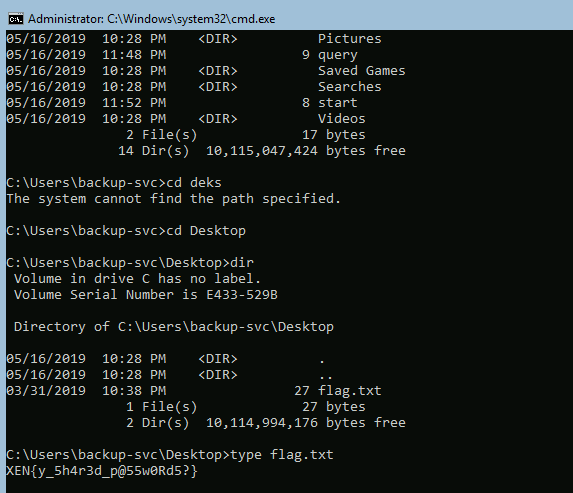 Administrator: C:\Windows\system32\cmd.exe
05/16/2019  10:28 PM    <DIR>          Pictures
05/16/2019  11:48 PM                 9 query
05/16/2019  10:28 PM    <DIR>          Saved Games
05/16/2019  10:28 PM    <DIR>          Searches
05/16/2019  11:52 PM                 8 start
05/16/2019  10:28 PM    <DIR>          Videos
               2 File(s)             17 bytes
              14 Dir(s)  10,115,047,424 bytes free
C:\Users\backup-svc>cd deks
The system cannot find the path specified.
C:\Users\backup-svc>cd Desktop
C:\Users\backup-svc\Desktop>dir
 Volume in drive C has no label.
 Volume Serial Number is E433-529B
 Directory of C:\Users\backup-svc\Desktop
05/16/2019  10:28 PM    <DIR>          .
05/16/2019  10:28 PM    <DIR>          ..
03/31/2019  10:38 PM                27 flag.txt
               1 File(s)             27 bytes
               2 Dir(s)  10,114,994,176 bytes free
C:\Users\backup-svc\Desktop>type flag.txt
XEN{y_5h4r3d_p@55w0Rd5?}